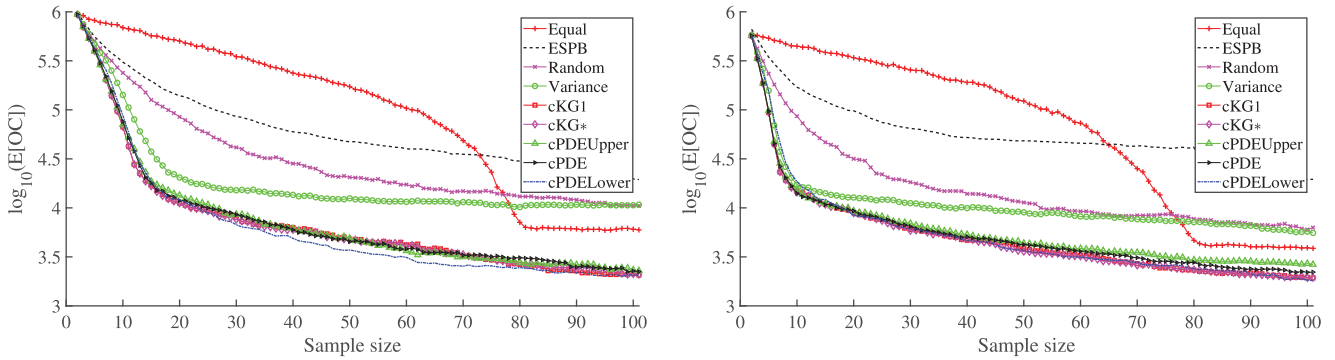 6
5.5
5
4.5
4
3.5
3
log10(E[OC])
0 10 20 30 40 50 60 70 80 90 100
Sample size
Equal
ESPB
Random
Variance
cKG1
cKG*
cPDEUpper
cPDE
cPDELower
6
5.5
5
4.5
4
3.5
3
log10(E[OC])
0 10 20 30 40 50 60 70 80 90 100
Sample size
Equal
ESPB
Random
Variance
cKG1
cKG*
cPDEUpper
cPDE
cPDELower